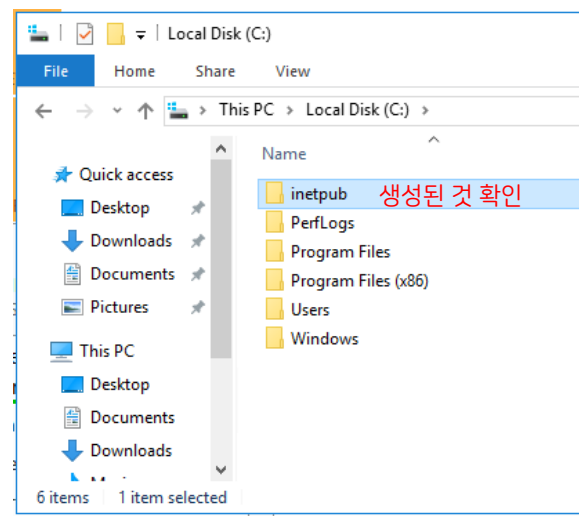 Local Disk (C:)
File Home Share View
This PC > Local Disk (C:) >
Name
Quick access
Desktop
Downloads
Documents
Pictures
This PC
Desktop
Documents
Downloads
inetpub 생성된 것 확인
PerfLogs
Program Files
Program Files (x86)
Users
Windows
6 items 1 item selected